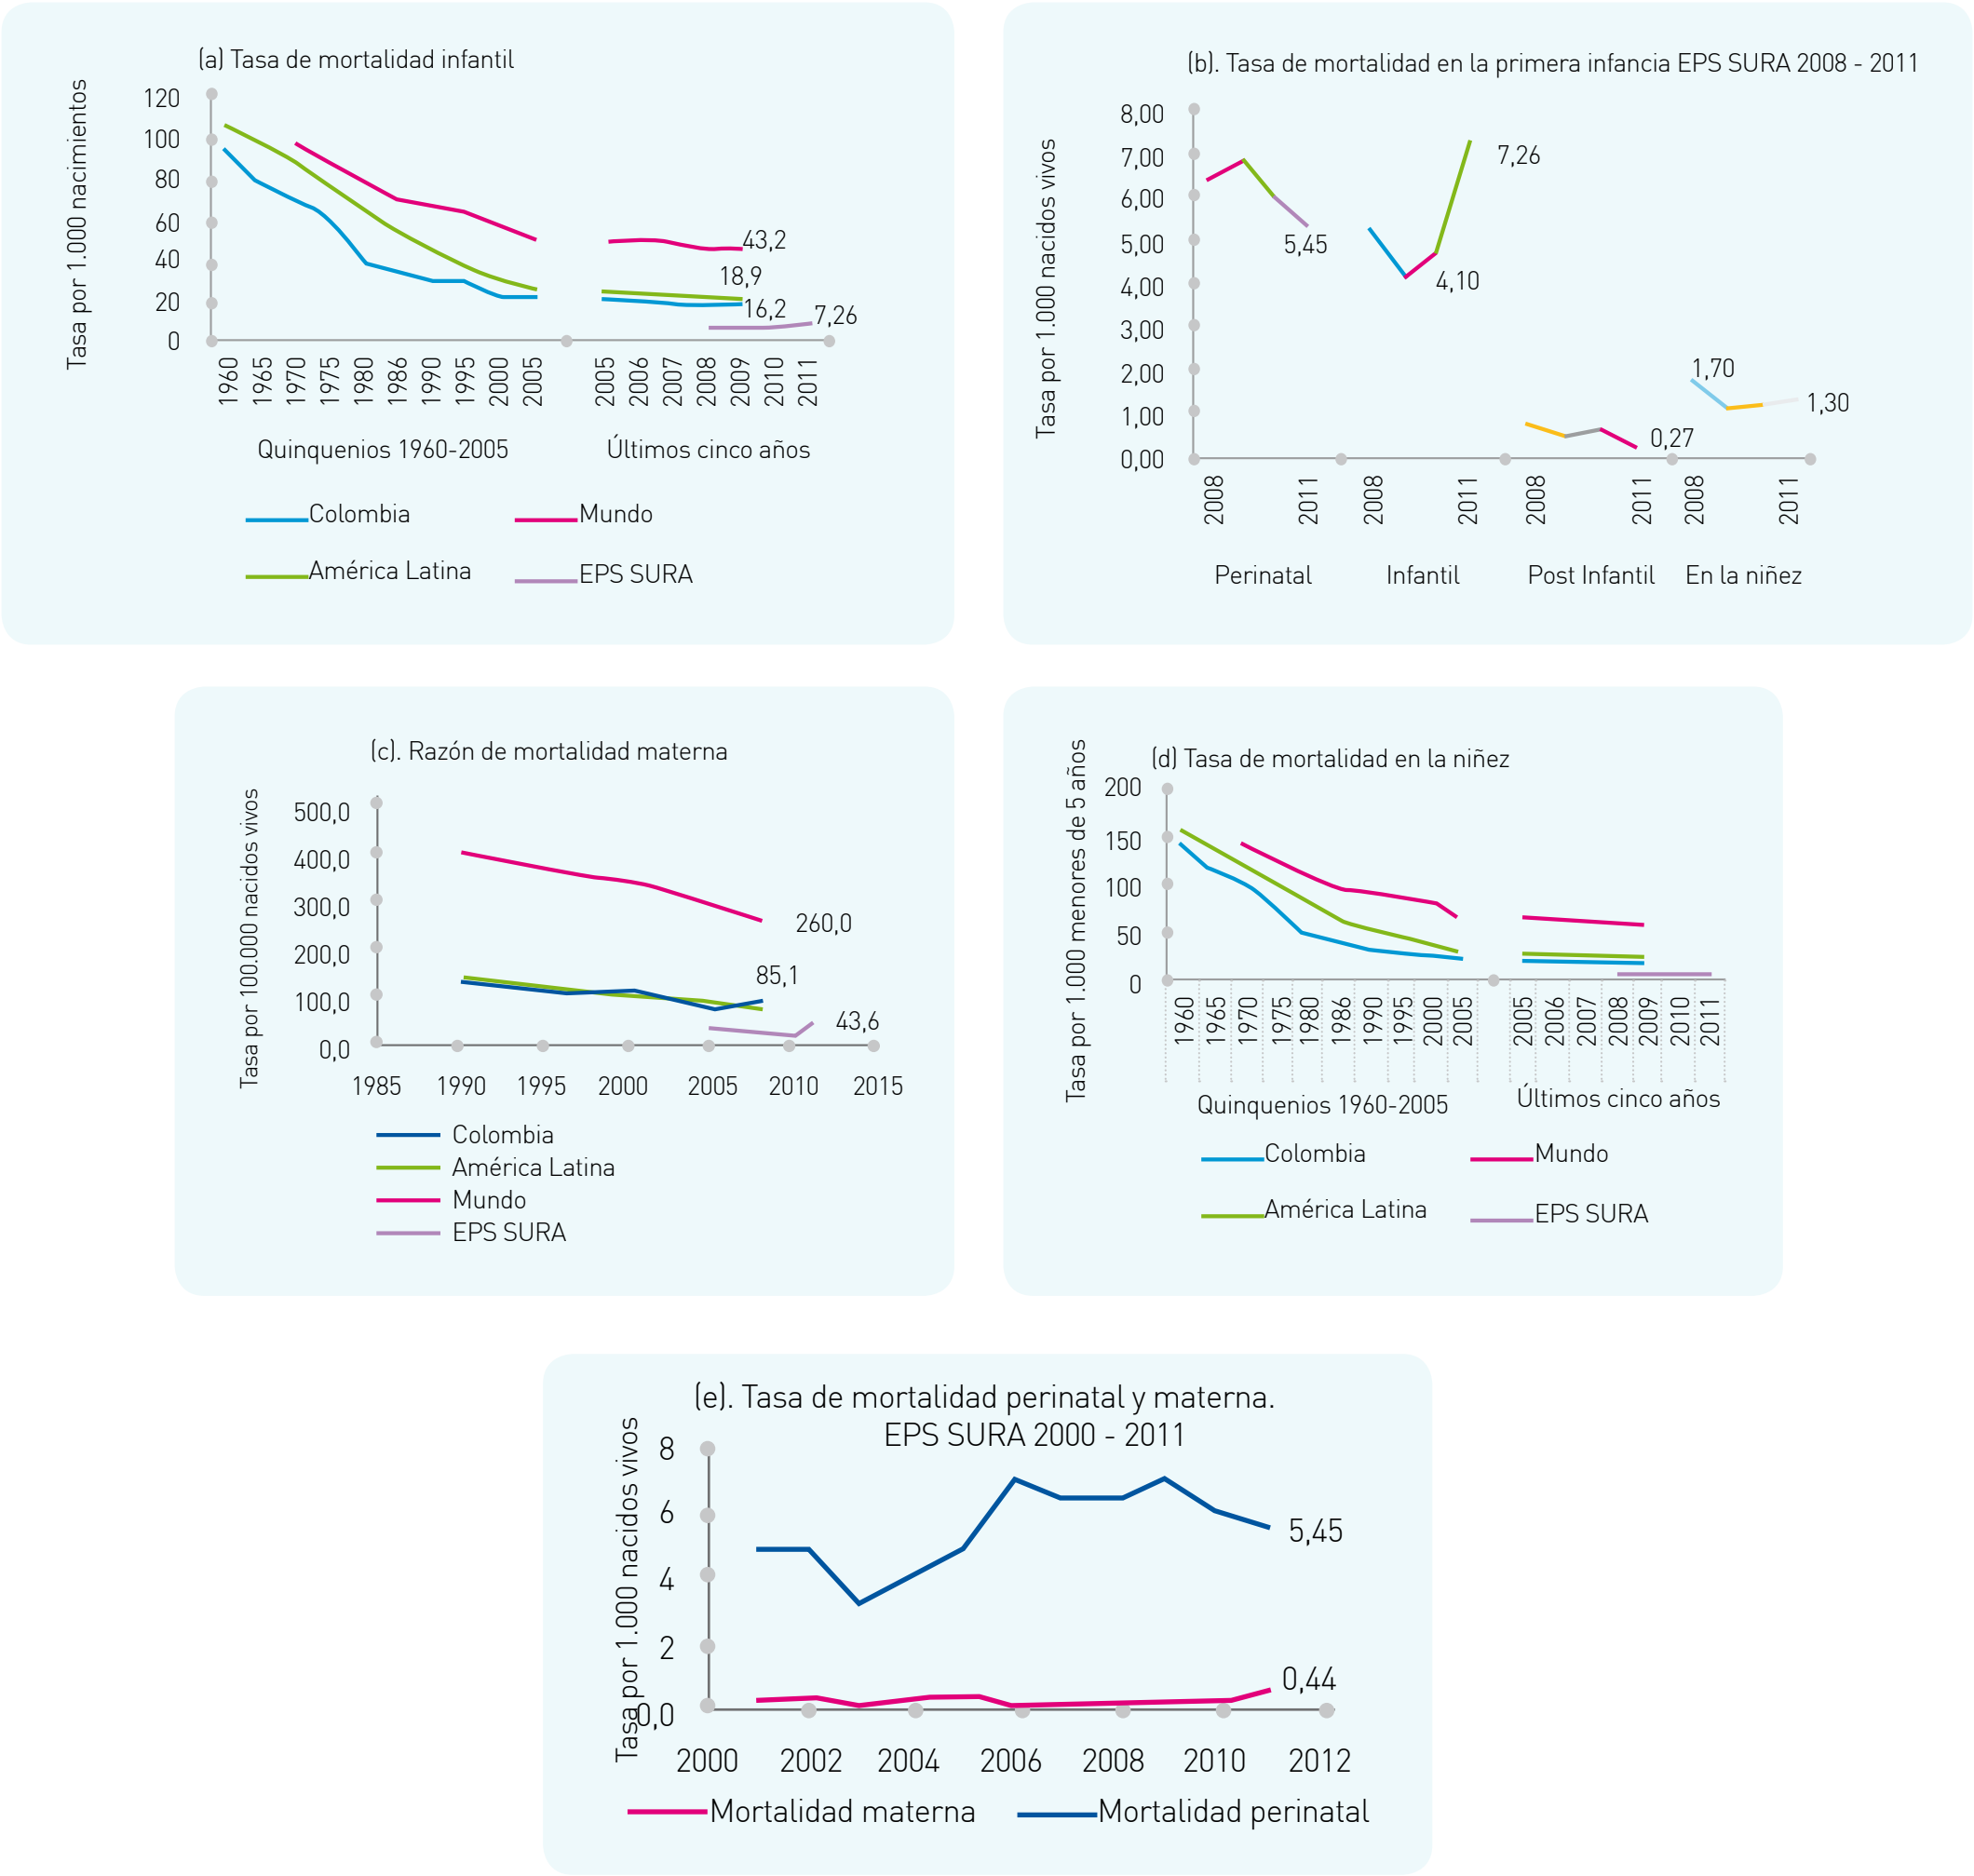 (a) Tasa de mortalidad infantil
Tasa por 1.000 nacimientos
120
100
80
60
40
20
0
43,2
18,9
16,2
7,26
1960 1965 1970 1975 1980 1986 1990 1995 2000 2005 2005 2006 2007 2008 2009 2010 2011
Quinquenios 1960-2005 Últimos cinco años
Colombia Mundo
América Latina EPS SURA
(b). Tasa de mortalidad en la primera infancia EPS SURA 2008 - 2011
Tasa por 1.000 nacidos vivos
8,00
7,00
6,00
5,00
4,00
3,00
2,00
1,00
0,00
7,26
5,45
4,10
1,70
1,30
0,27
2008 2011 2008 2011 2008 2011 2008 2011
Perinatal Infantil Post Infantil En la niñez
(c). Razón de mortalidad materna
Tasa por 100.000 nacidos vivos
500,0
400,0
300,0
200,0
100,0
0,0
260,0
85,1
43,6
1985 1990 1995 2000 2005 2010 2015
Colombia
América Latina
Mundo
EPS SURA
(d) Tasa de mortalidad en la niñez
Tasa por 1.000 menores de 5 años
200
150
100
50
0
1960 1965 1970 1975 1980 1986 1990 1995 2000 2005 2005 2006 2007 2008 2009 2010 2011
Quinquenios 1960-2005 Últimos cinco años
Colombia Mundo
América Latina EPS SURA
(e). Tasa de mortalidad perinatal y materna.
EPS SURA 2000 - 2011
Tasa por 1.000 nacidos vivos
8
6
4
2
0,0
5,45
0,44
2000 2002 2004 2006 2008 2010 2012
Mortalidad materna Mortalidad perinatal